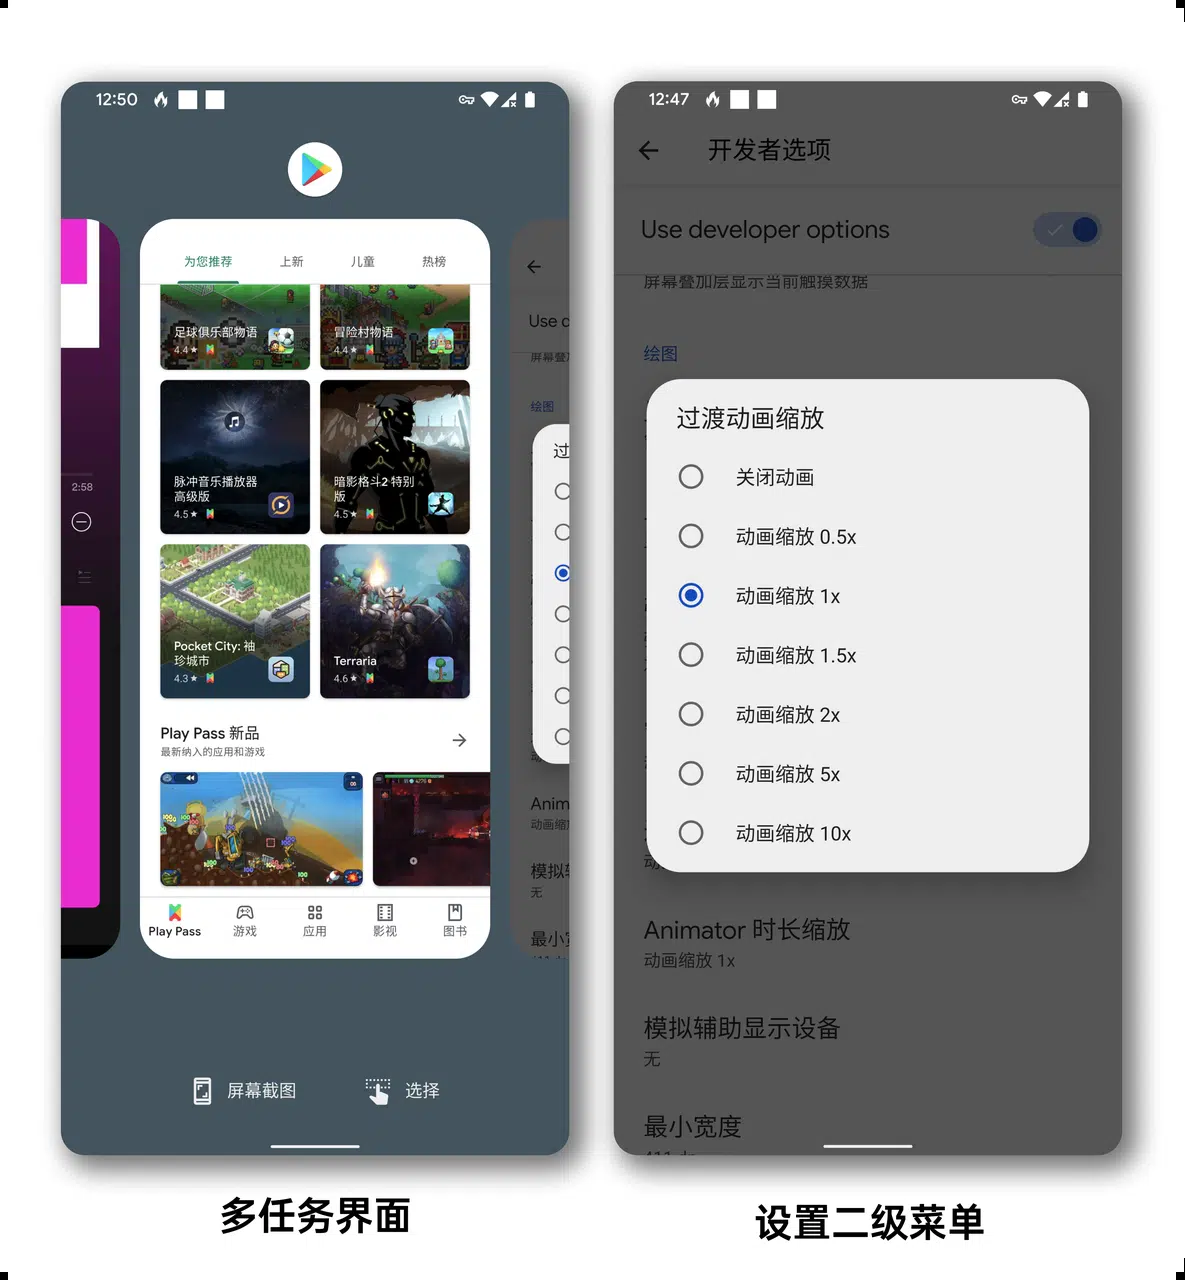 12:50
为您推荐
上新
儿童
热榜
足球俱乐部物语
4.4★
冒险村物语
4.4★
2:58
脉冲音乐播放器
高级版
4.5★
暗影格斗2 特别
版
4.5★
Pocket City: 袖
珍城市
4.3★
Terraria
4.6★
Play Pass 新品
最新纳入的应用和游戏
Play Pass
游戏
应用
影视
图书
Use d
屏幕叠加
绘图
过
Anim
动画缩
模拟
无
最小宽
屏幕截图
选择
多任务界面
12:47
开发者选项
Use developer options
屏幕叠加层显示当前触摸数据
绘图
过渡动画缩放
关闭动画
动画缩放 0.5x
动画缩放 1x
动画缩放 1.5x
动画缩放 2x
动画缩放 5x
动画缩放 10x
Animator 时长缩放
动画缩放 1x
模拟辅助显示设备
无
最小宽度
设置二级菜单